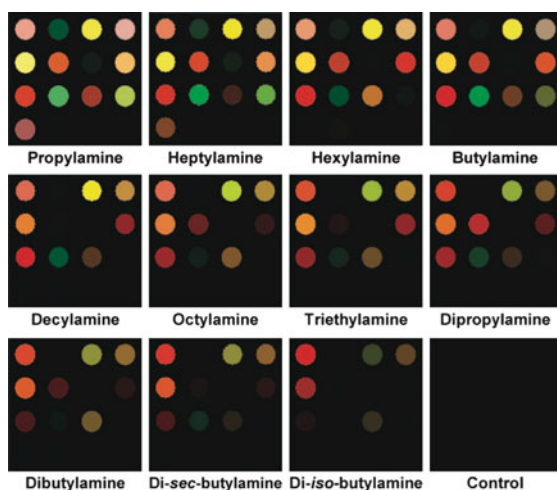 Propylamine Heptylamine Hexylamine Butylamine
Decylamine Octylamine Triethylamine Dipropylamine
Dibutylamine Di-sec-butylamine Di-iso-butylamine Control